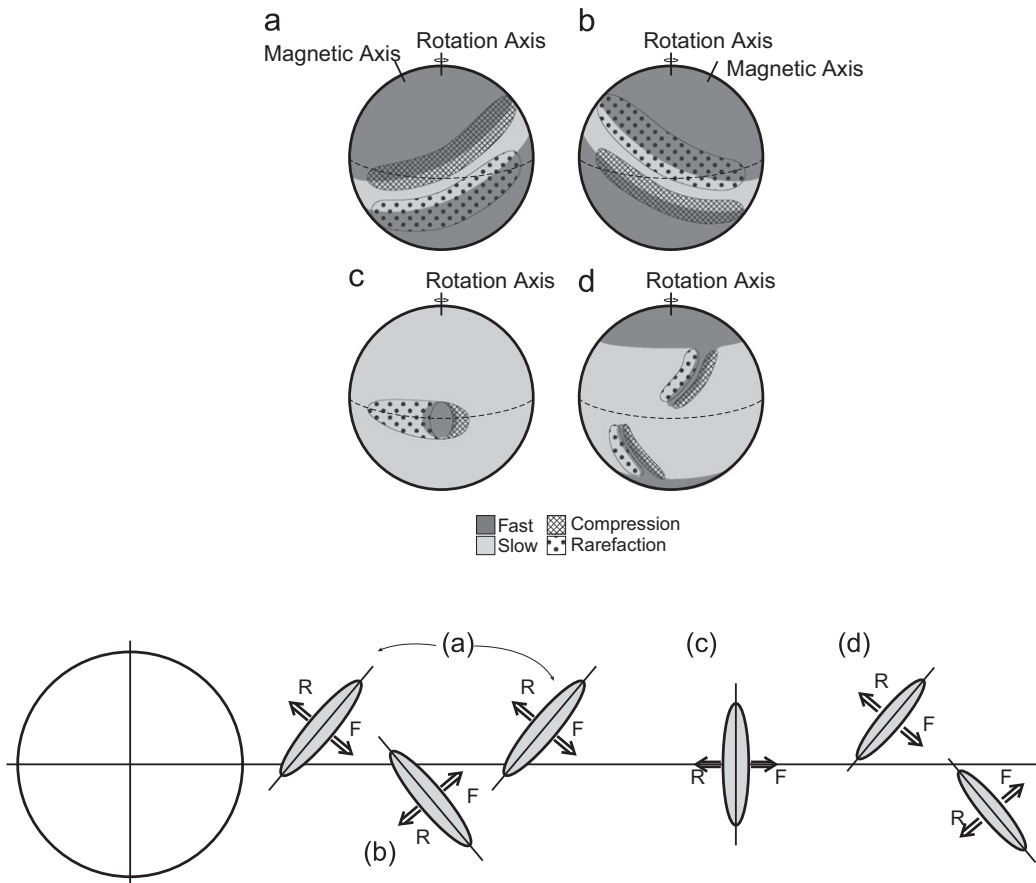 a
b
Rotation Axis
Magnetic Axis
Rotation Axis
Magnetic Axis
c
Rotation Axis
d
Rotation Axis
Fast
Compression
Slow
Rarefaction
(a)
(c)
(d)
R
F
R
F
R
F
R
F
R
F
F
R
(b)